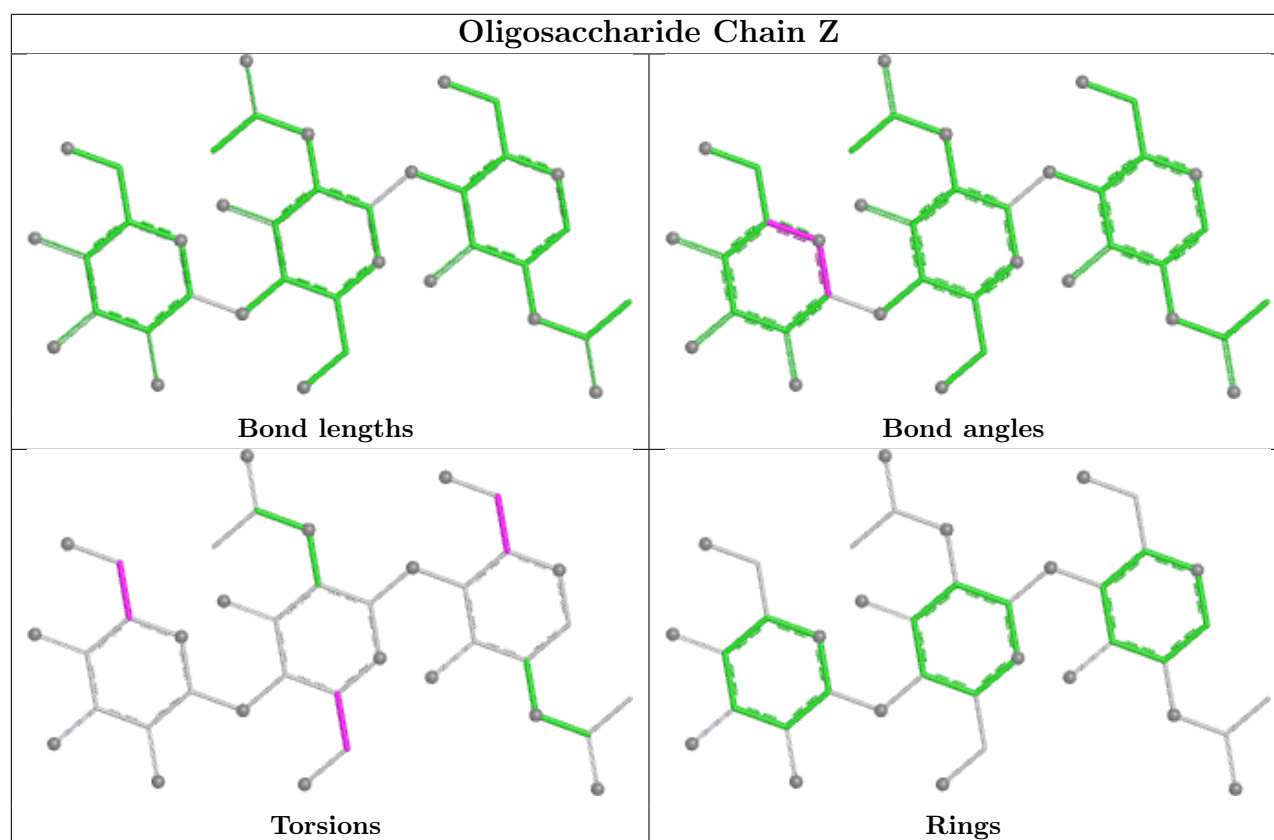 Oligosaccharide Chain Z
Bond lengths
Bond angles
Torsions
Rings